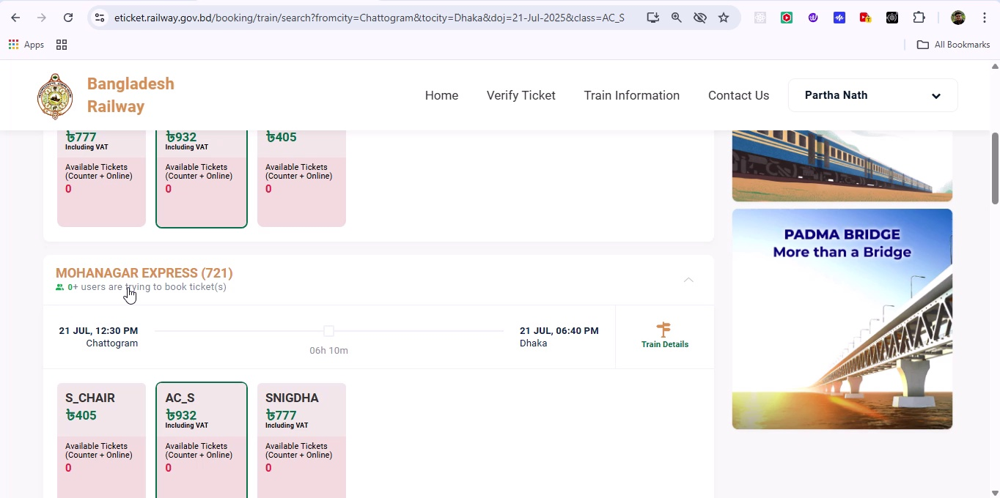 eticket.railway.gov.bd/booking/train/search?fromcity=Chattogram&tocity=Dhaka&doj=21-Jul-2025&class=AC_S
Apps
All Bookmarks
Bangladesh
Railway
Home
Verify Ticket
Train Information
Contact Us
Partha Nath
৳777
Including VAT
Available Tickets
(Counter + Online)
0
৳932
Including VAT
Available Tickets
(Counter + Online)
0
৳405
Available Tickets
(Counter + Online)
0
MOHANAGAR EXPRESS (721)
0+ users are trying to book ticket(s)
21 JUL, 12:30 PM
Chattogram
06h 10m
21 JUL, 06:40 PM
Dhaka
Train Details
S_CHAIR
৳405
Available Tickets
(Counter + Online)
0
AC_S
৳932
Including VAT
Available Tickets
(Counter + Online)
0
SNIGDHA
৳777
Including VAT
Available Tickets
(Counter + Online)
0
PADMA BRIDGE
More than a Bridge